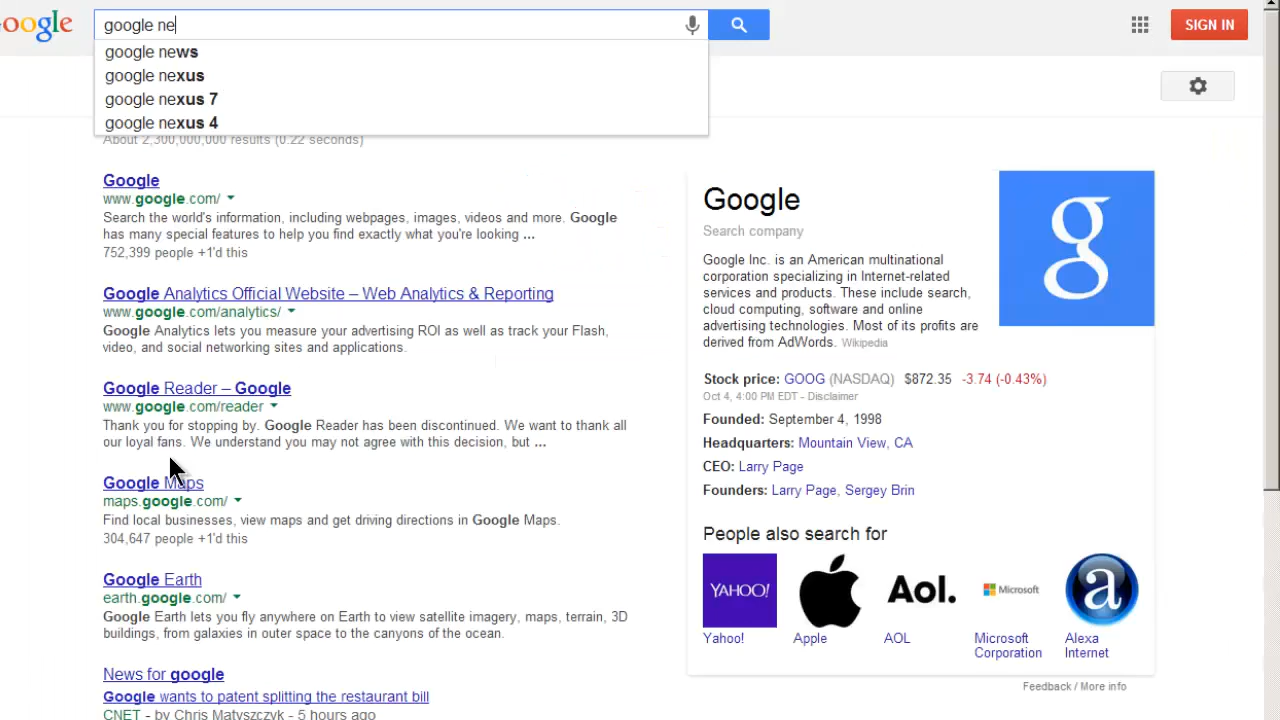 oogle google ne
SIGN IN
google news
google nexus
google nexus 7
google nexus 4
About 2,300,000,000 results (0.22 seconds)
Google
www.google.com/
Search the world's information, including webpages, images, videos and more. Google
has many special features to help you find exactly what you're looking ...
752,399 people +1'd this
Google Analytics Official Website – Web Analytics & Reporting
www.google.com/analytics/
Google Analytics lets you measure your advertising ROI as well as track your Flash,
video, and social networking sites and applications.
Google Reader – Google
www.google.com/reader
Thank you for stopping by. Google Reader has been discontinued. We want to thank all
our loyal fans. We understand you may not agree with this decision, but ...
Google Maps
maps.google.com/
Find local businesses, view maps and get driving directions in Google Maps.
304,647 people +1'd this
Google Earth
earth.google.com/
Google Earth lets you fly anywhere on Earth to view satellite imagery, maps, terrain, 3D
buildings, from galaxies in outer space to the canyons of the ocean.
News for google
Google wants to patent splitting the restaurant bill
CNET - by Chris Matyszczyk - 5 hours ago
Google
Search company
g
Google Inc. is an American multinational
corporation specializing in Internet-related
services and products. These include search,
cloud computing, software and online
advertising technologies. Most of its profits are
derived from AdWords. Wikipedia
Stock price: GOOG (NASDAQ) $872.35 -3.74 (-0.43%)
Oct 4, 4:00 PM EDT - Disclaimer
Founded: September 4, 1998
Headquarters: Mountain View, CA
CEO: Larry Page
Founders: Larry Page, Sergey Brin
People also search for
YAHOO! Aol. Microsoft a
Yahoo! Apple AOL Microsoft Corporation Alexa Internet
Feedback / More info